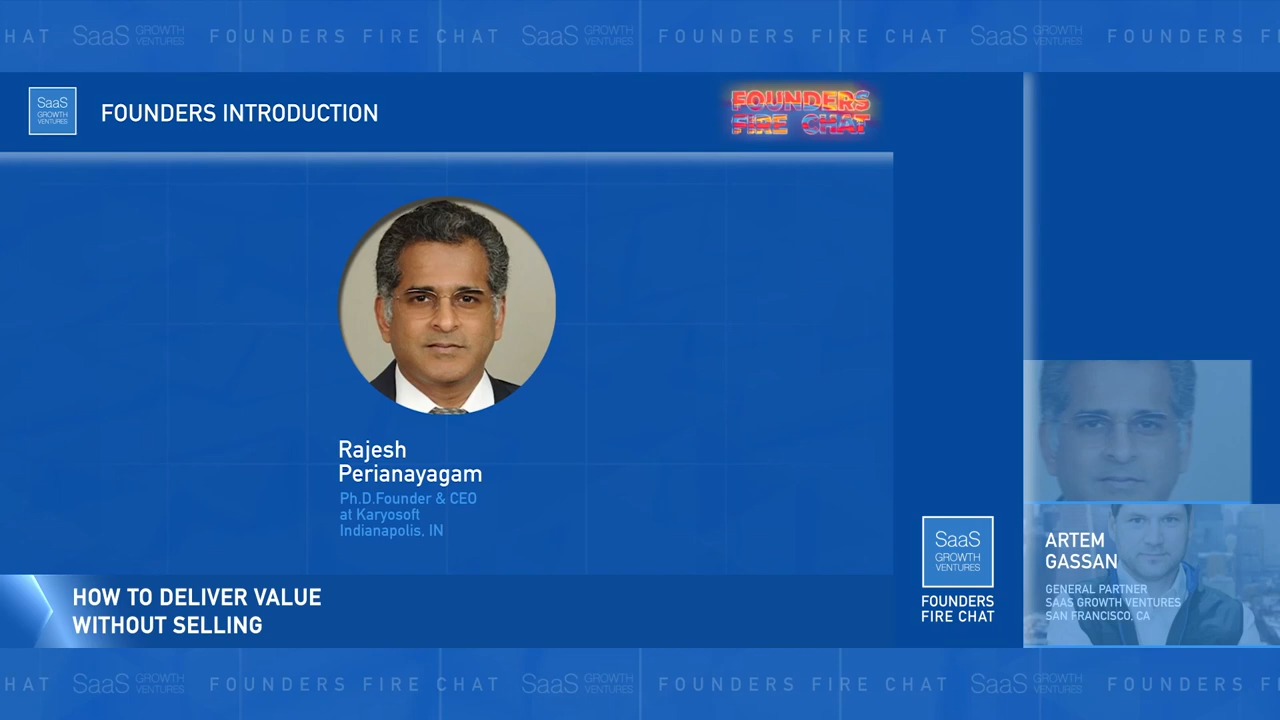 HAT SaaS GROWTH VENTURES FOUNDERS FIRE CHAT SaaS GROWTH VENTURES FOUNDERS FIRE CHAT SaaS GROWTH VENTURES FOUNDERS FI
SaaS
GROWTH
VENTURES
FOUNDERS INTRODUCTION
FOUNDERS
FIRE CHAT
Rajesh
Perianayagam
Ph.D.Founder & CEO
at Karyosoft
Indianapolis, IN
HOW TO DELIVER VALUE
WITHOUT SELLING
SaaS
GROWTH
VENTURES
FOUNDERS
FIRE CHAT
ARTEM
GASSAN
GENERAL PARTNER
SAAS GROWTH VENTURES
SAN FRANCISCO, CA
HAT SaaS GROWTH VENTURES FOUNDERS FIRE CHAT SaaS GROWTH VENTURES FOUNDERS FIRE CHAT SaaS GROWTH VENTURES FOUNDERS FI